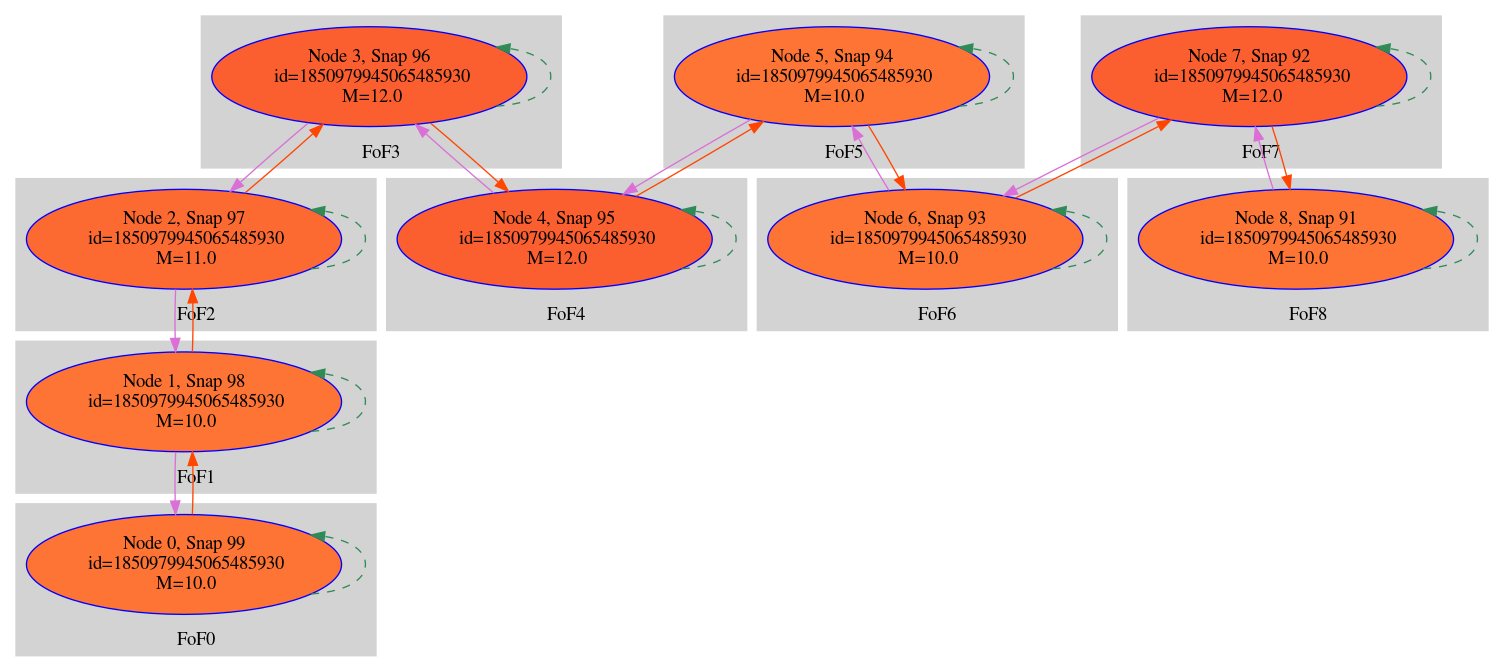 Node 3, Snap 96
id=1850979945065485930
M=12.0
FoF3
Node 5, Snap 94
id=1850979945065485930
M=10.0
FoF5
Node 7, Snap 92
id=1850979945065485930
M=12.0
FoF7
Node 2, Snap 97
id=1850979945065485930
M=11.0
FoF2
Node 4, Snap 95
id=1850979945065485930
M=12.0
FoF4
Node 6, Snap 93
id=1850979945065485930
M=10.0
FoF6
Node 8, Snap 91
id=1850979945065485930
M=10.0
FoF8
Node 1, Snap 98
id=1850979945065485930
M=10.0
FoF1
Node 0, Snap 99
id=1850979945065485930
M=10.0
FoF0